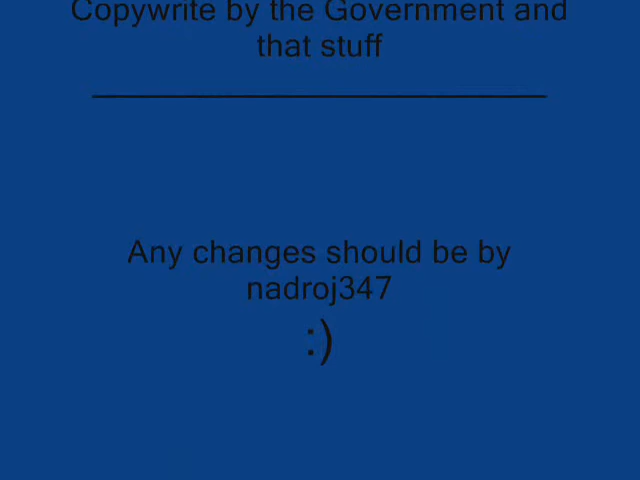 Copywrite by the Government and
that stuff
Any changes should be by
nadroj347
:)